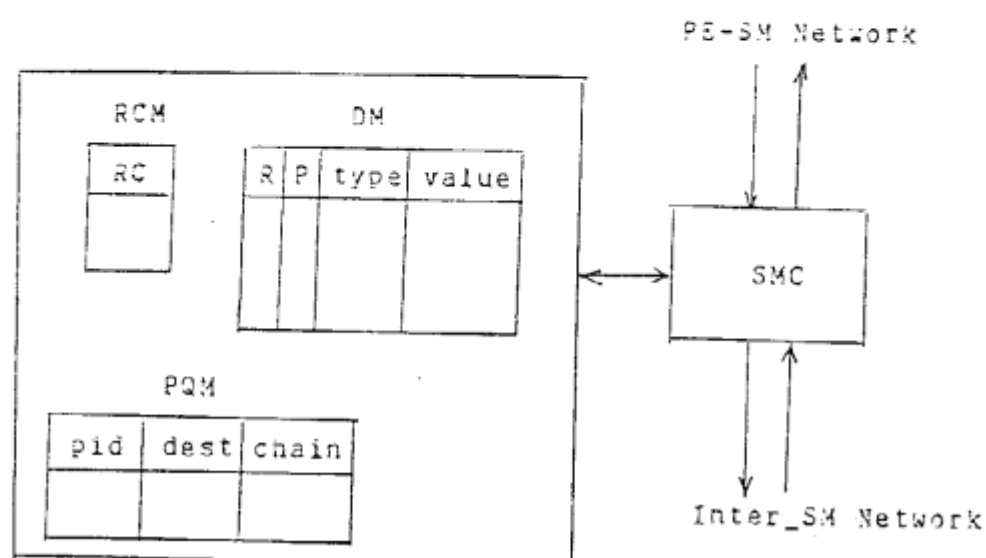 PE-SM Network
RCM
DM
RC
R P type value
SMC
PQM
pid dest chain
Inter_SM Network